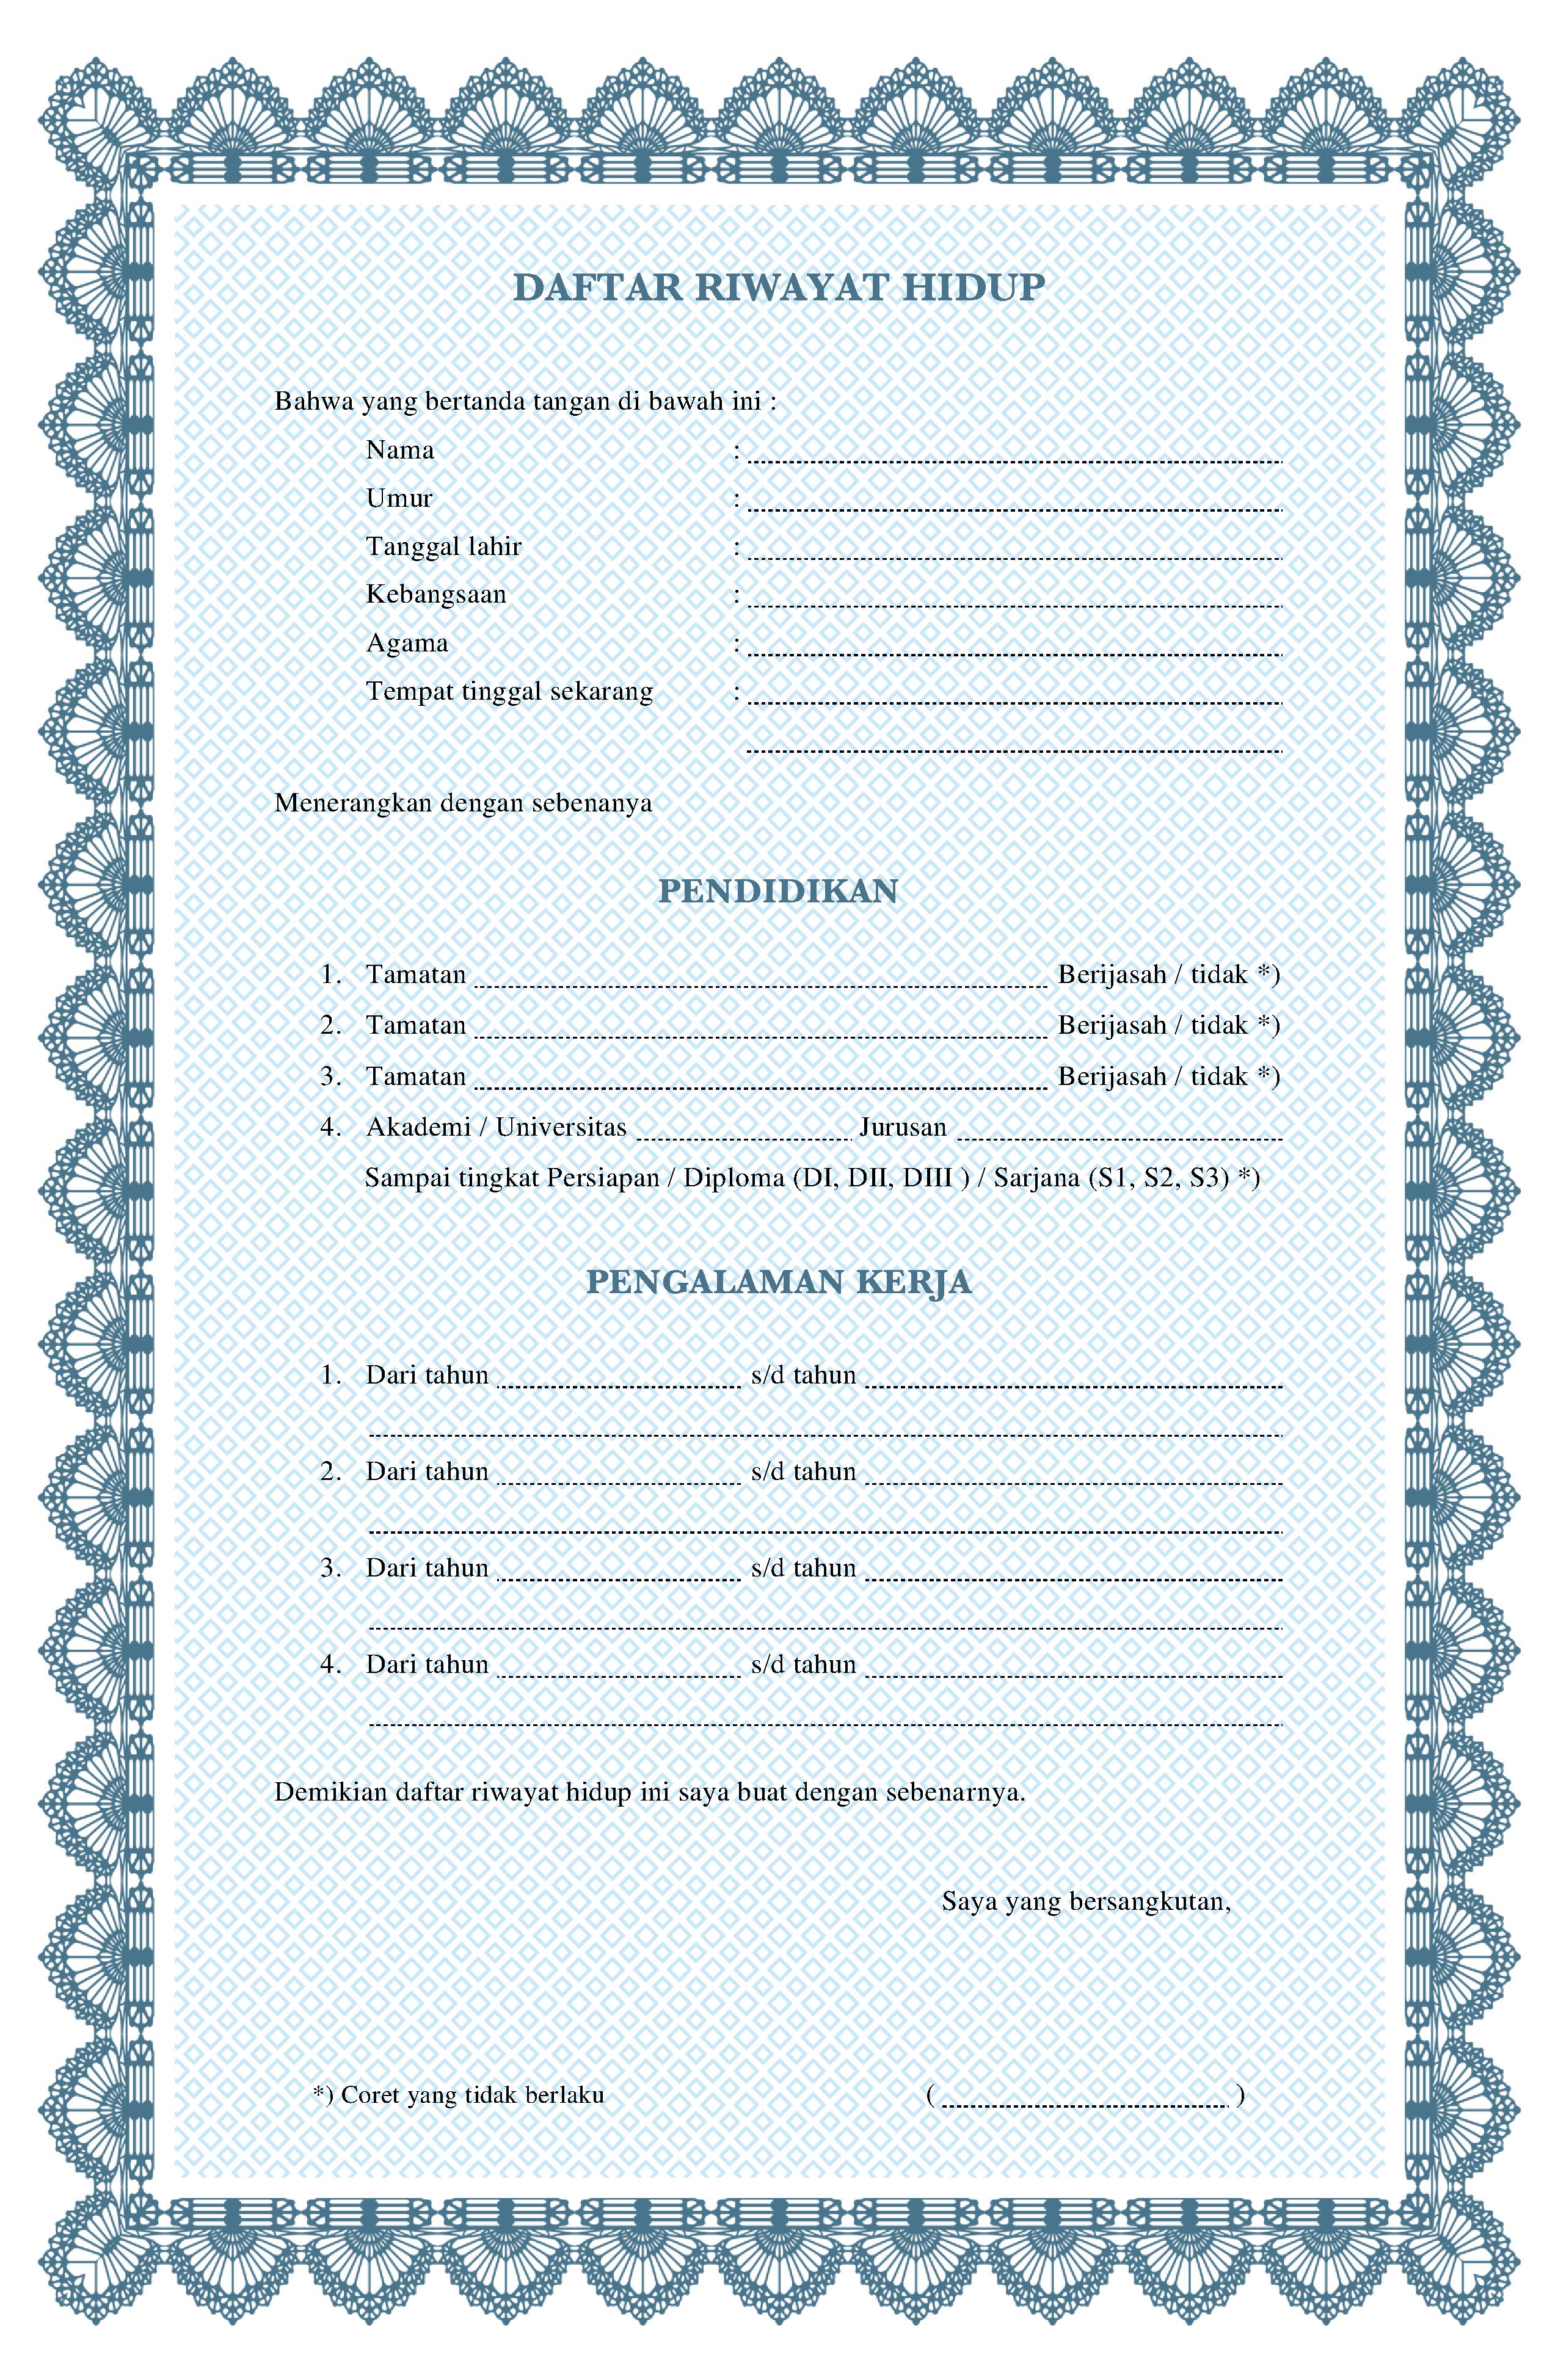 DAFTAR RIWAYAT HIDUP
Bahwa yang bertanda tangan di bawah ini :
Nama :
Umur :
Tanggal lahir :
Kebangsaan :
Agama :
Tempat tinggal sekarang :
Menerangkan dengan sebenanya
PENDIDIKAN
1. Tamatan Berijasah / tidak *)
2. Tamatan Berijasah / tidak *)
3. Tamatan Berijasah / tidak *)
4. Akademi / Universitas Jurusan
Sampai tingkat Persiapan / Diploma (DI, DII, DIII ) / Sarjana (S1, S2, S3) *)
PENGALAMAN KERJA
1. Dari tahun s/d tahun
2. Dari tahun s/d tahun
3. Dari tahun s/d tahun
4. Dari tahun s/d tahun
Demikian daftar riwayat hidup ini saya buat dengan sebenarnya.
Saya yang bersangkutan,
*) Coret yang tidak berlaku ( )